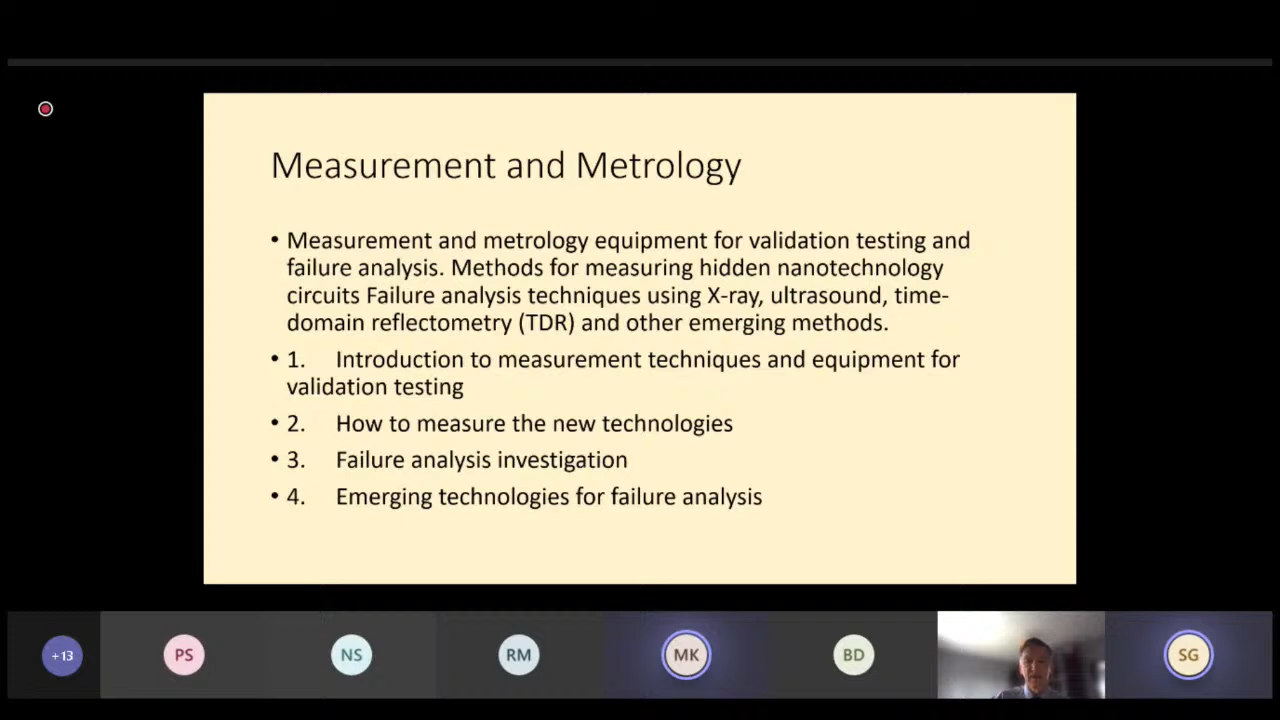 Measurement and Metrology
• Measurement and metrology equipment for validation testing and
failure analysis. Methods for measuring hidden nanotechnology
circuits Failure analysis techniques using X-ray, ultrasound, time-
domain reflectometry (TDR) and other emerging methods.
• 1. Introduction to measurement techniques and equipment for
validation testing
• 2. How to measure the new technologies
• 3. Failure analysis investigation
• 4. Emerging technologies for failure analysis
+13 PS NS RM MK BD SG